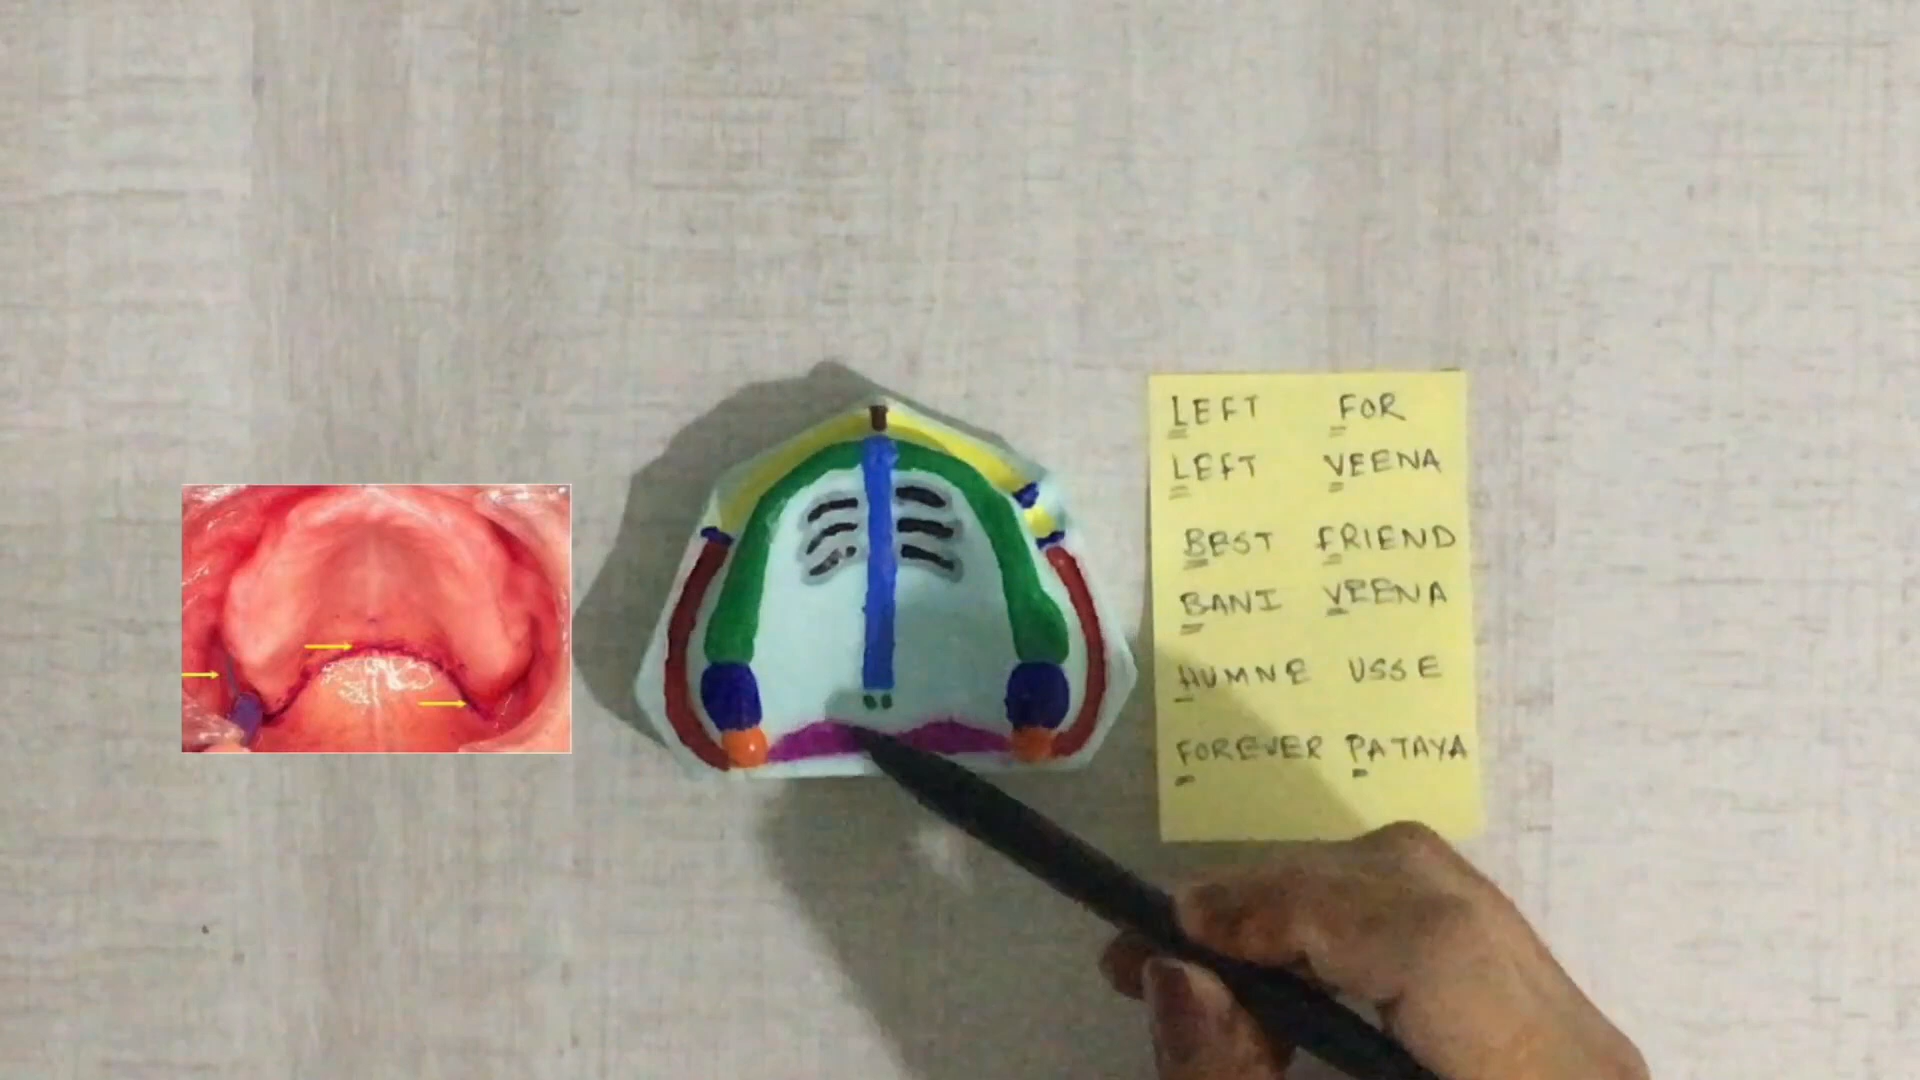 LEFT FOR
LEFT VEENA
BEST FRIEND
BANI VEENA
HUMNE USSE
FOREVER PATAYA